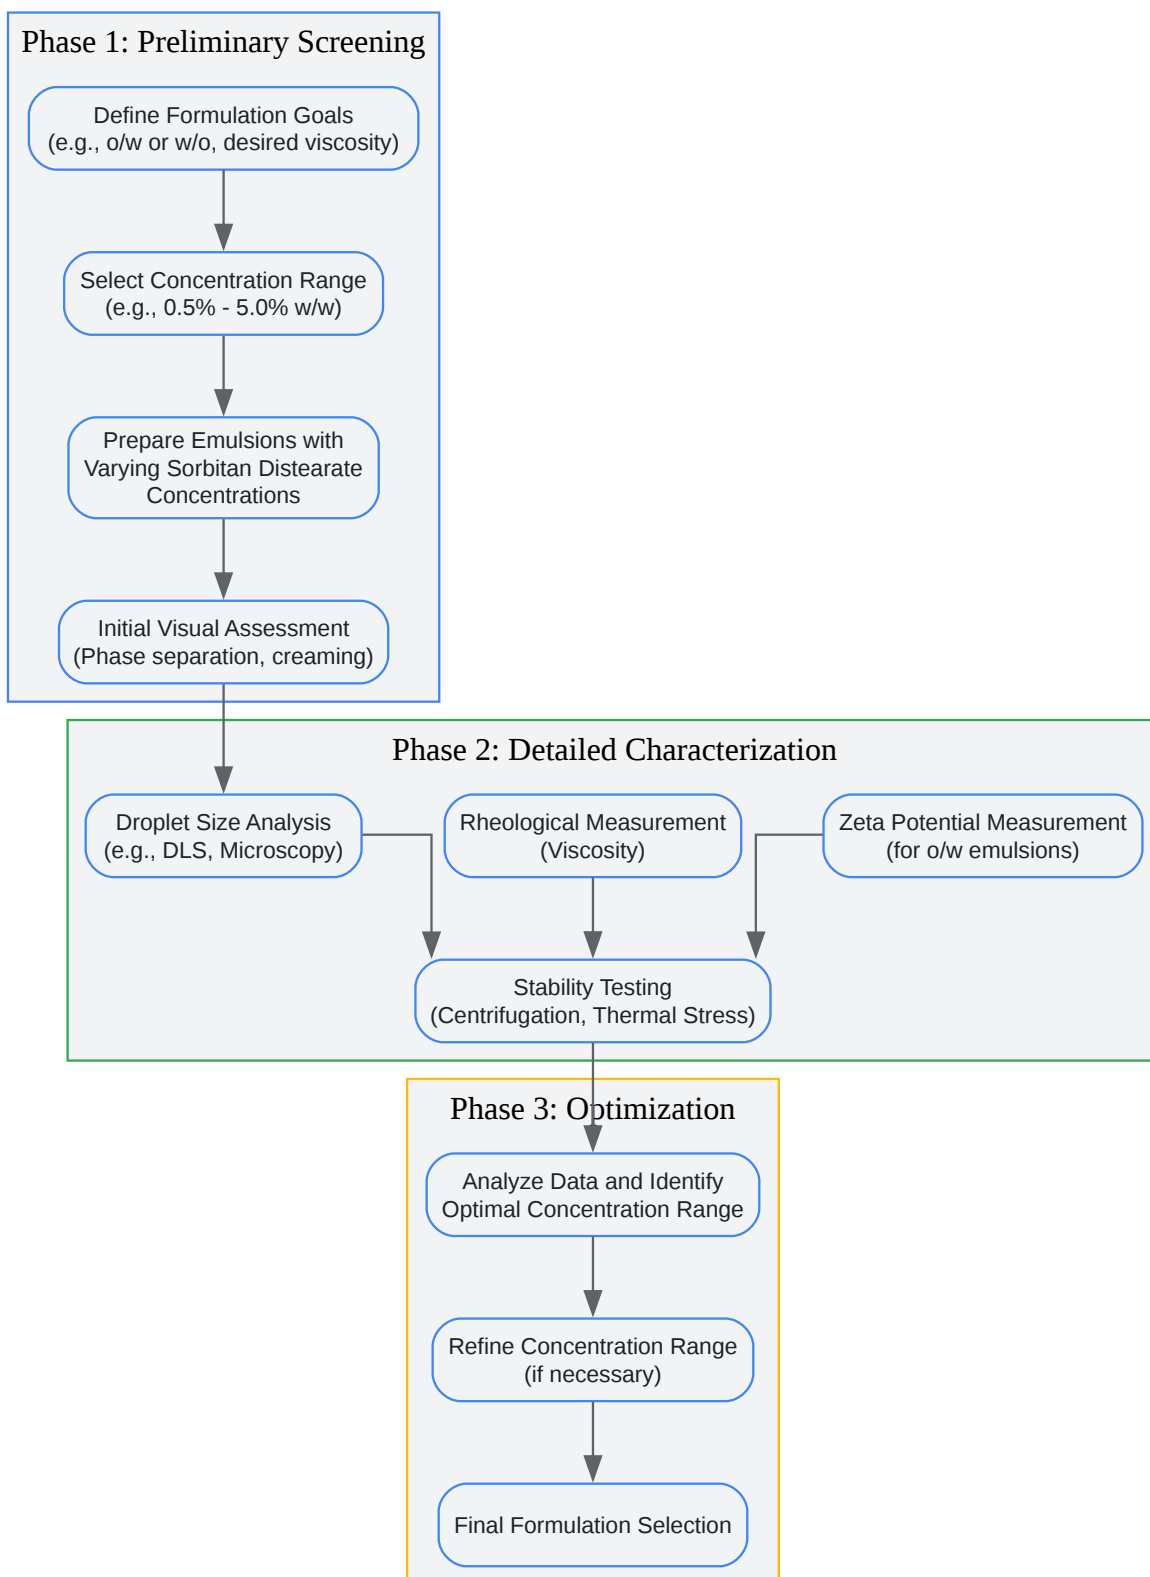 Phase 1: Preliminary Screening
Define Formulation Goals
(e.g., o/w or w/o, desired viscosity)
Select Concentration Range
(e.g., 0.5% - 5.0% w/w)
Prepare Emulsions with
Varying Sorbitan Distearate
Concentrations
Initial Visual Assessment
(Phase separation, creaming)
Phase 2: Detailed Characterization
Droplet Size Analysis
(e.g., DLS, Microscopy)
Rheological Measurement
(Viscosity)
Zeta Potential Measurement
(for o/w emulsions)
Stability Testing
(Centrifugation, Thermal Stress)
Phase 3: Optimization
Analyze Data and Identify
Optimal Concentration Range
Refine Concentration Range
(if necessary)
Final Formulation Selection